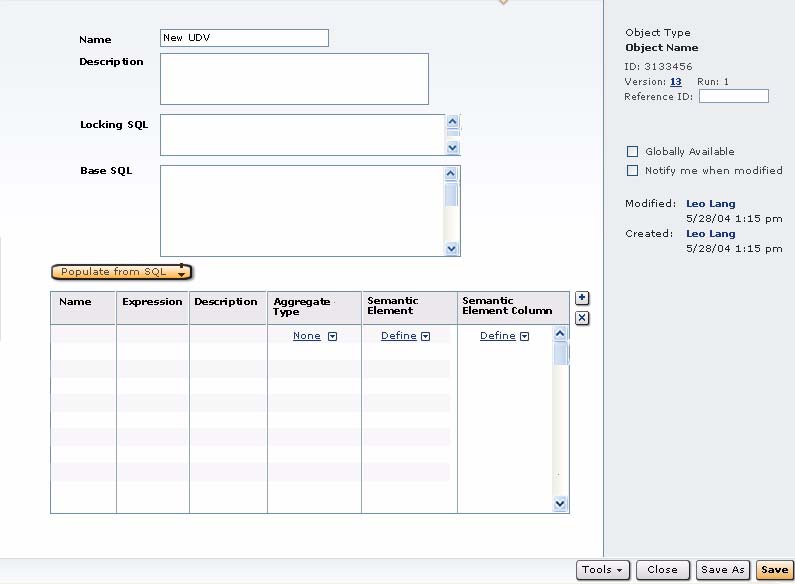 Name
New UDV
Description
Locking SQL
Base SQL
Populate from SQL
Name Expression Description Aggregate Type Semantic Element Semantic Element Column
None Define Define
Object Type
Object Name
ID: 3133456
Version: 13 Run: 1
Reference ID:
Globally Available
Notify me when modified
Modified: Leo Lang
5/28/04 1:15 pm
Created: Leo Lang
5/28/04 1:15 pm
Tools Close Save As Save